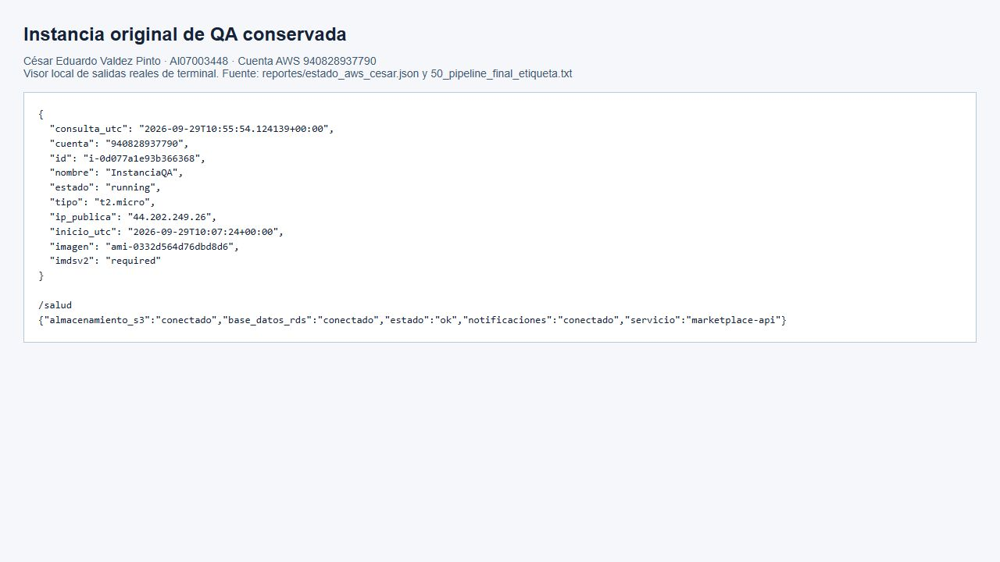 Instancia original de QA conservada
César Eduardo Valdez Pinto · Al07003448 · Cuenta AWS 940828937790
Visor local de salidas reales de terminal. Fuente: reportes/estado_aws_cesar.json y 50_pipeline_final_etiqueta.txt
{
  "consulta_utc": "2026-09-29T10:55:54.124139+00:00",
  "cuenta": "940828937790",
  "id": "i-0d077a1e93b366368",
  "nombre": "InstanciaQA",
  "estado": "running",
  "tipo": "t2.micro",
  "ip_publica": "44.202.249.26",
  "inicio_utc": "2026-09-29T10:07:24+00:00",
  "imagen": "ami-0332d564d76dbd8d6",
  "imdsv2": "required"
}
/salud
{"almacenamiento_s3":"conectado","base_datos_rds":"conectado","estado":"ok","notificaciones":"conectado","servicio":"marketplace-api"}